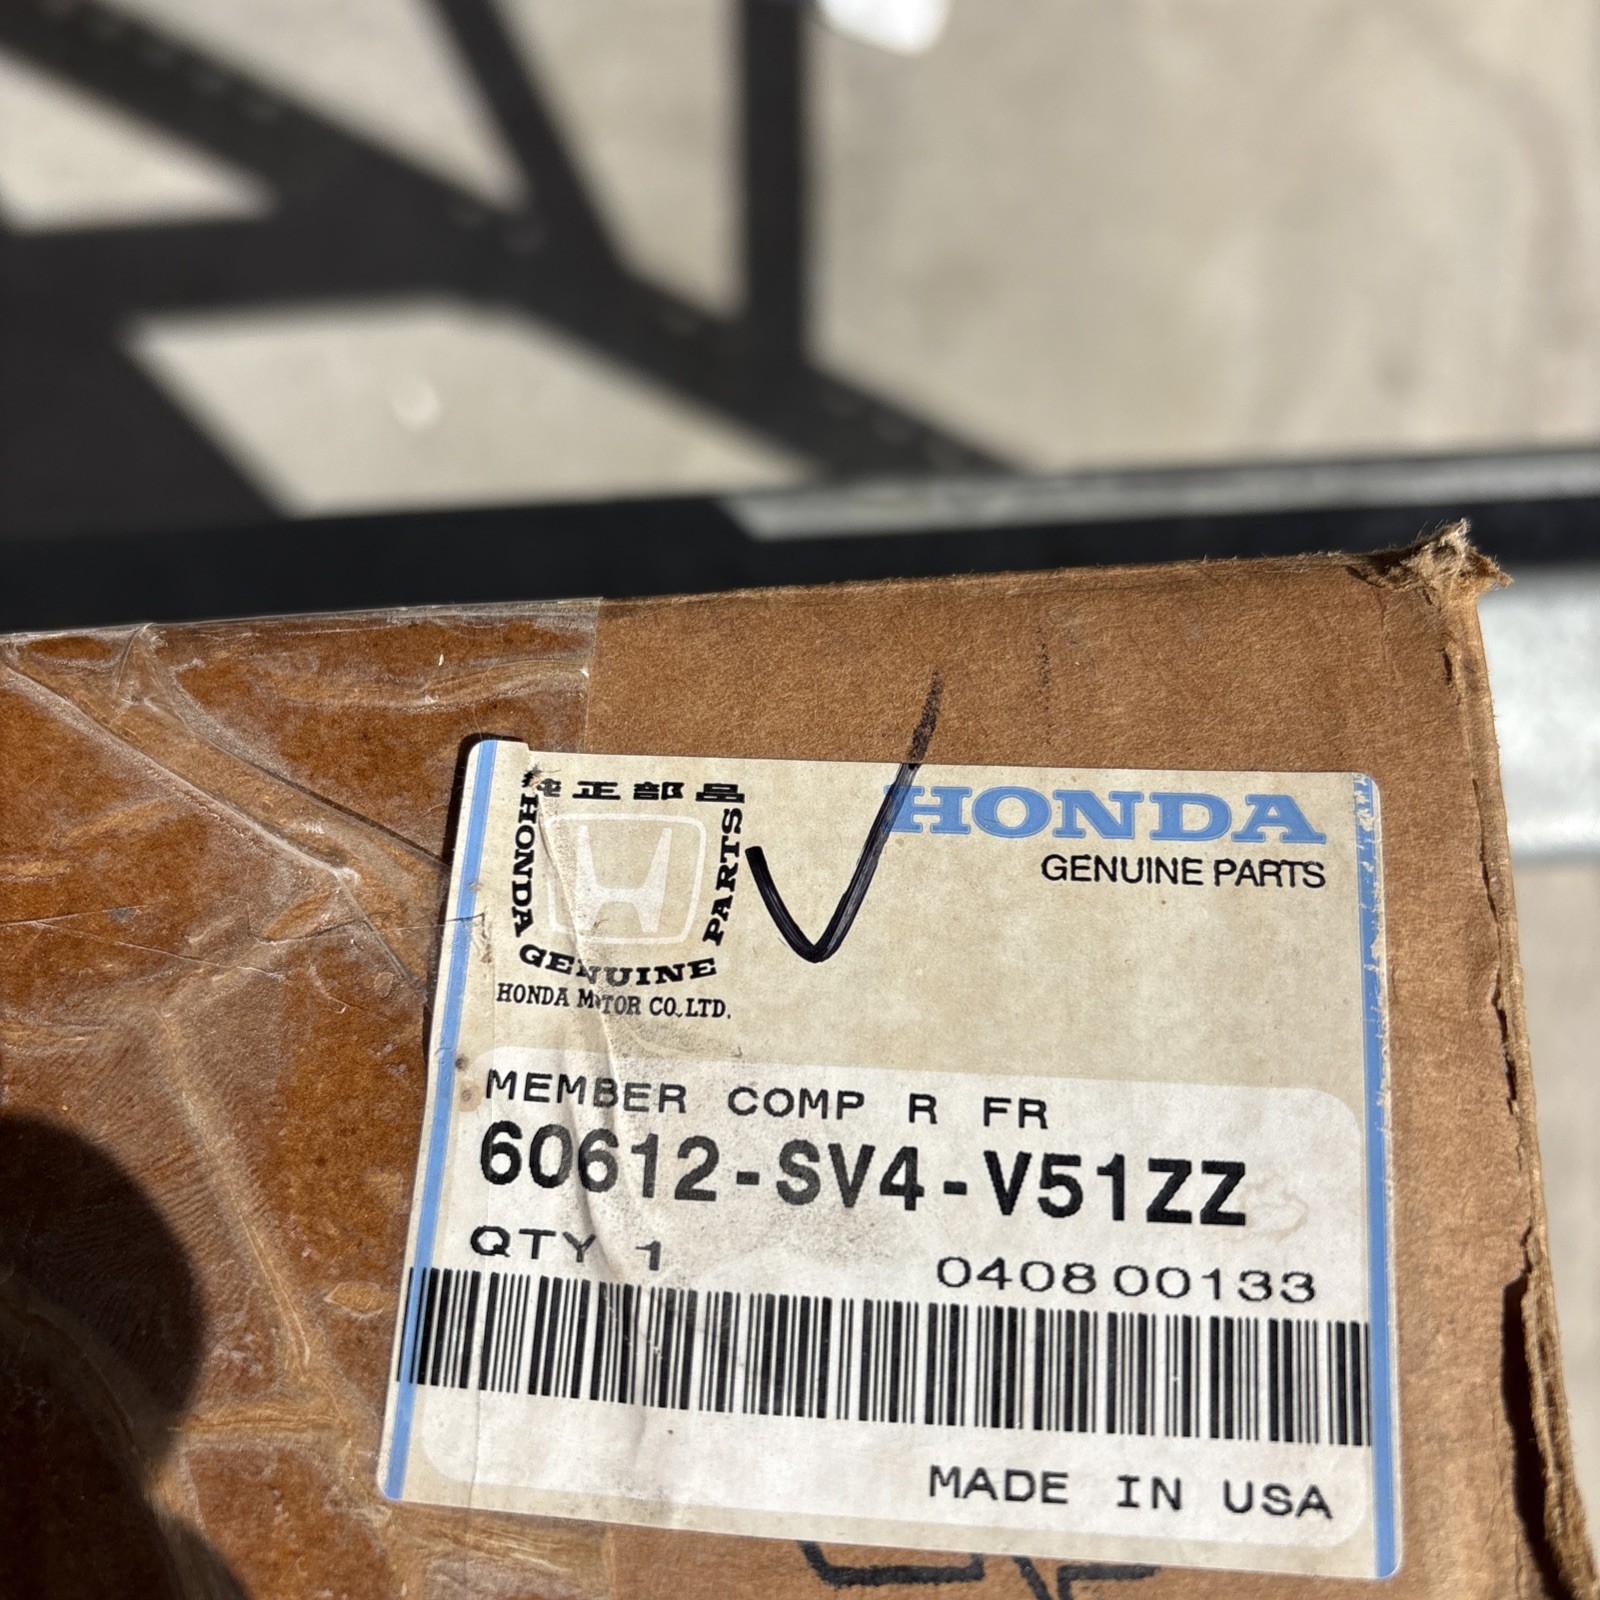 純正部品
HONDA GENUINE PARTS
HONDA MOTOR CO.,LTD.
HONDA
GENUINE PARTS
MEMBER COMP R FR
60612-SV4-V51ZZ
QTY 1
040800133
MADE IN USA